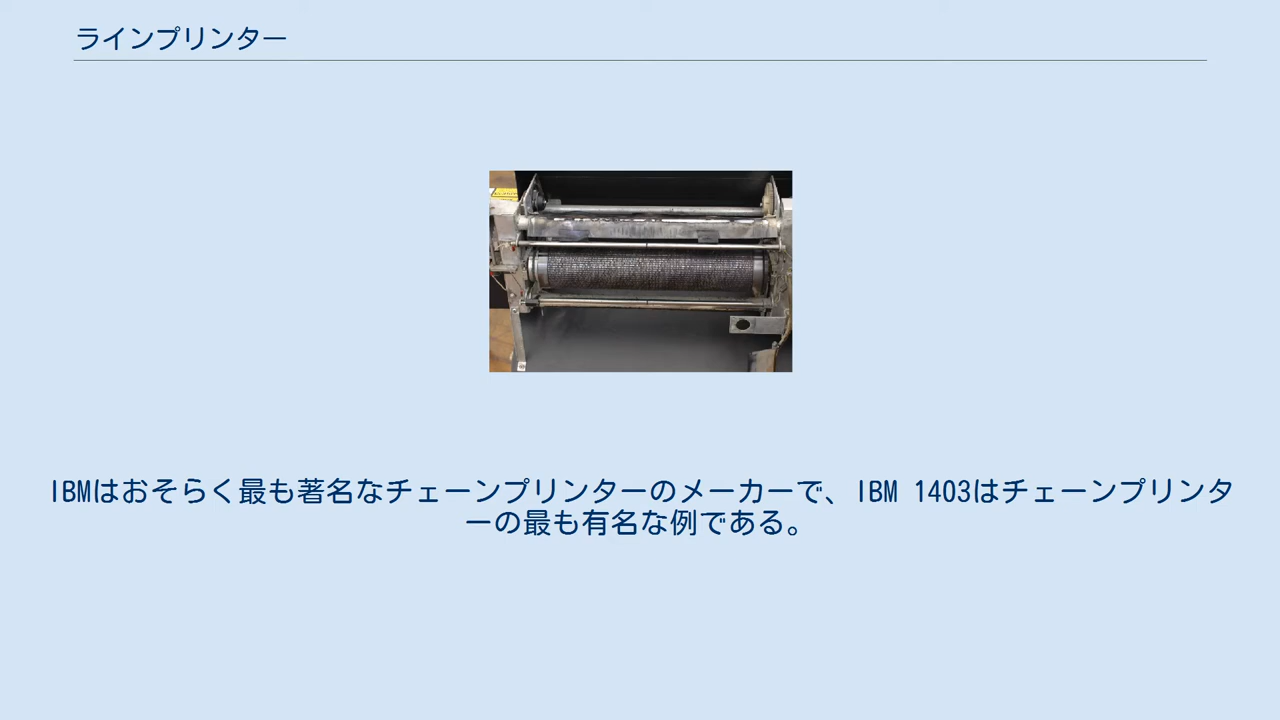 ラインプリンター
IBMはおそらく最も著名なチェーンプリンターのメーカーで、IBM 1403はチェーンプリンタ
ーの最も有名な例である。